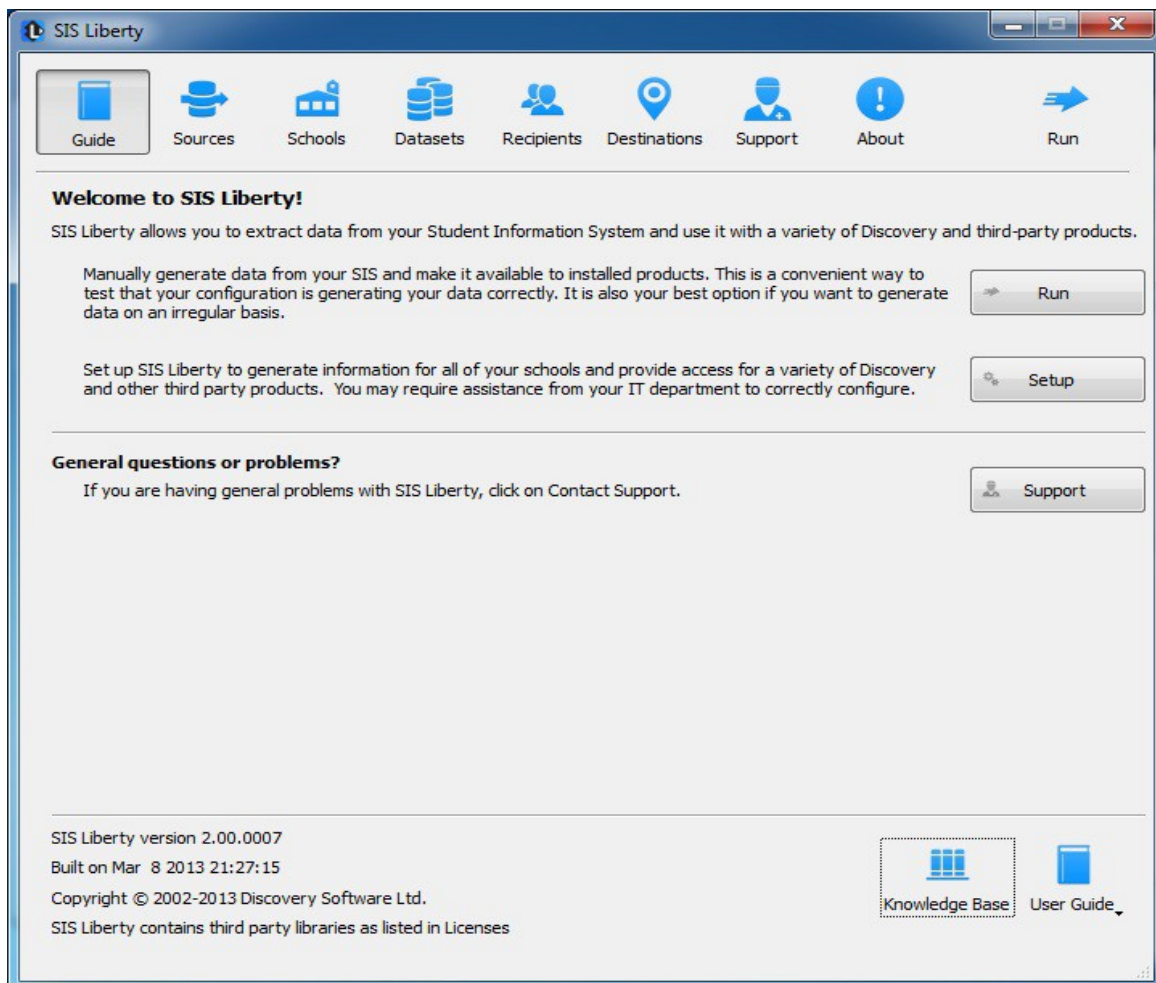 SIS Liberty
Guide Sources Schools Datasets Recipients Destinations Support About Run
Welcome to SIS Liberty!
SIS Liberty allows you to extract data from your Student Information System and use it with a variety of Discovery and third-party products.
Manually generate data from your SIS and make it available to installed products. This is a convenient way to
test that your configuration is generating your data correctly. It is also your best option if you want to generate
data on an irregular basis.
Run
Set up SIS Liberty to generate information for all of your schools and provide access for a variety of Discovery
and other third party products.  You may require assistance from your IT department to correctly configure.
Setup
General questions or problems?
If you are having general problems with SIS Liberty, click on Contact Support.
Support
SIS Liberty version 2.00.0007
Built on Mar  8 2013 21:27:15
Copyright © 2002-2013 Discovery Software Ltd.
SIS Liberty contains third party libraries as listed in Licenses
Knowledge Base User Guide